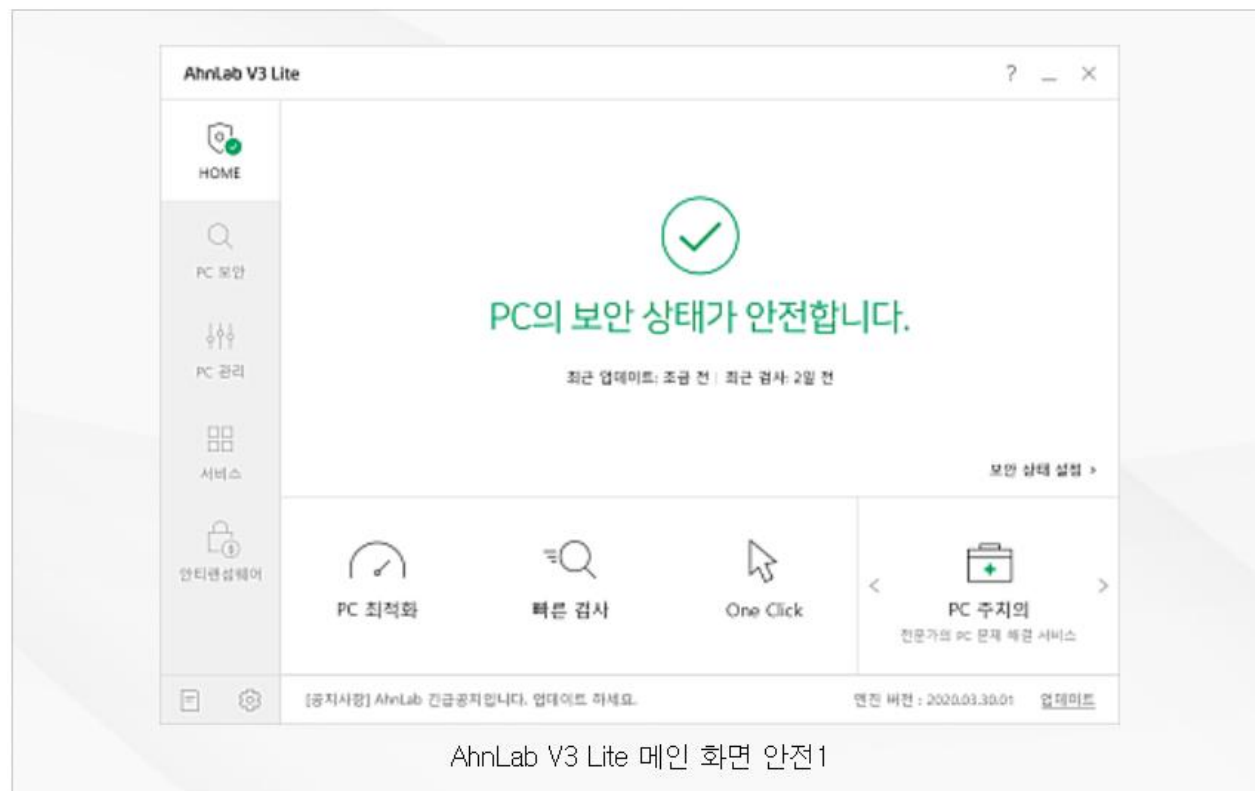 AhnLab V3 Lite
?
HOME
PC 보안
PC 관리
서비스
안티랜섬웨어
PC의 보안 상태가 안전합니다.
최근 업데이트: 조금 전 | 최근 검사: 2일 전
보안 상태 설정 >
PC 최적화
빠른 검사
One Click
< PC 주치의 >
전문가의 PC 문제 해결 서비스
[공지사항] AhnLab 긴급공지입니다. 업데이트 하세요.
엔진 버전 : 2020.03.30.01 업데이트
AhnLab V3 Lite 메인 화면 안전1